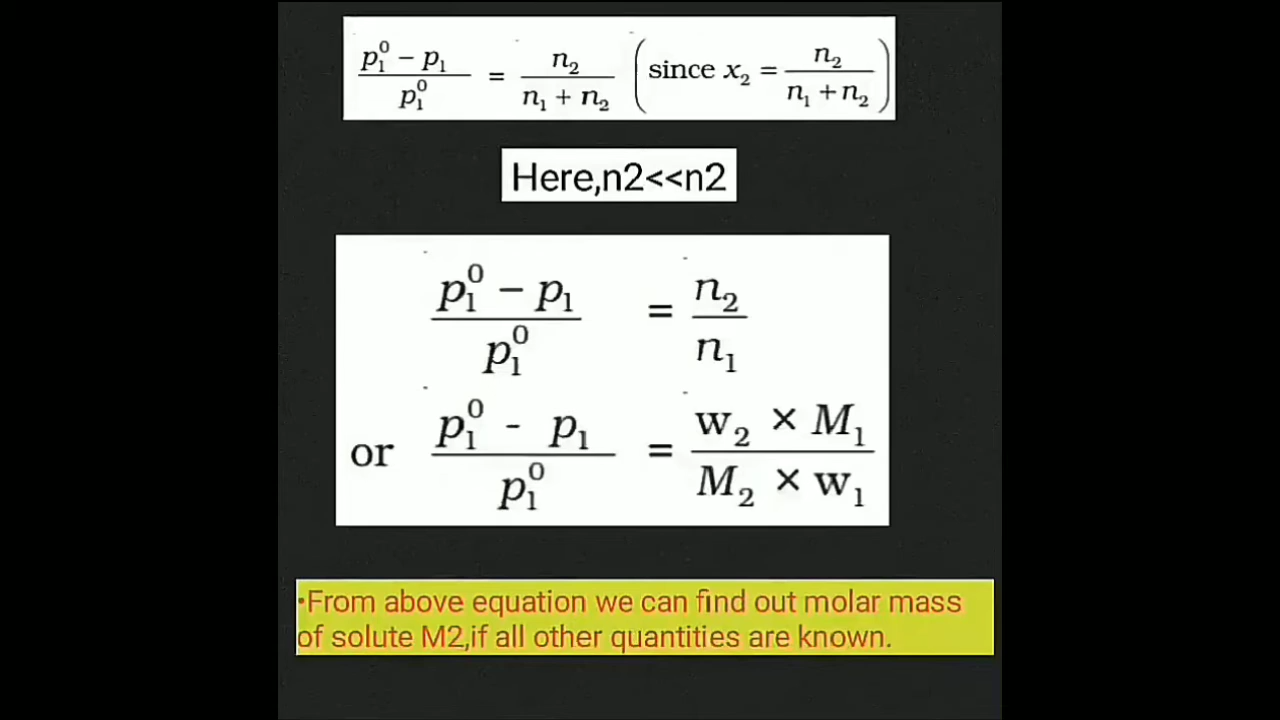 p₁⁰ − p₁ / p₁⁰ = n₂ / n₁ + n₂ (since x₂ = n₂ / n₁ + n₂)
Here,n2<<n2
p₁⁰ − p₁ / p₁⁰ = n₂ / n₁
or p₁⁰ - p₁ / p₁⁰ = w₂ × M₁ / M₂ × w₁
•From above equation we can find out molar mass
of solute M2,if all other quantities are known.